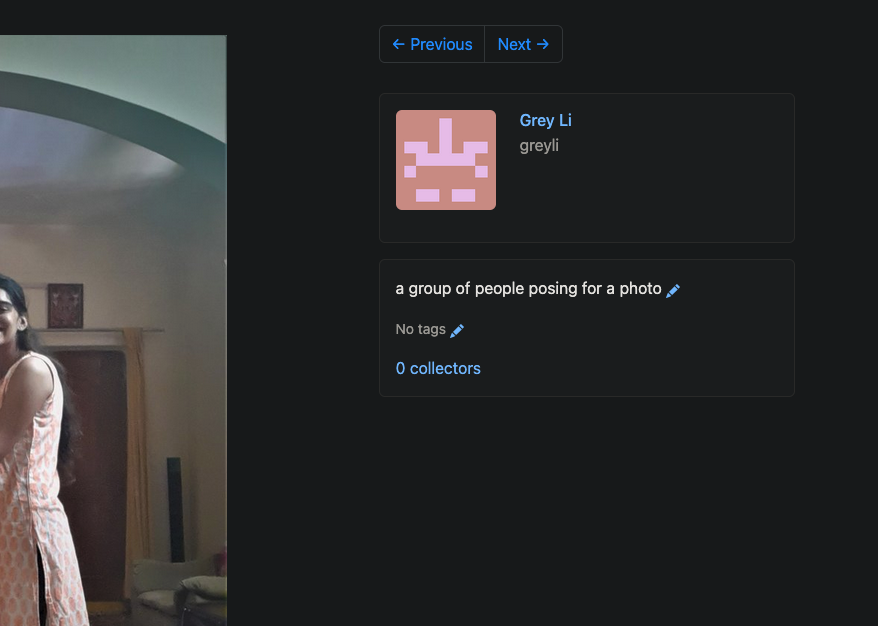 ← Previous Next →
Grey Li
greyli
a group of people posing for a photo
No tags
0 collectors